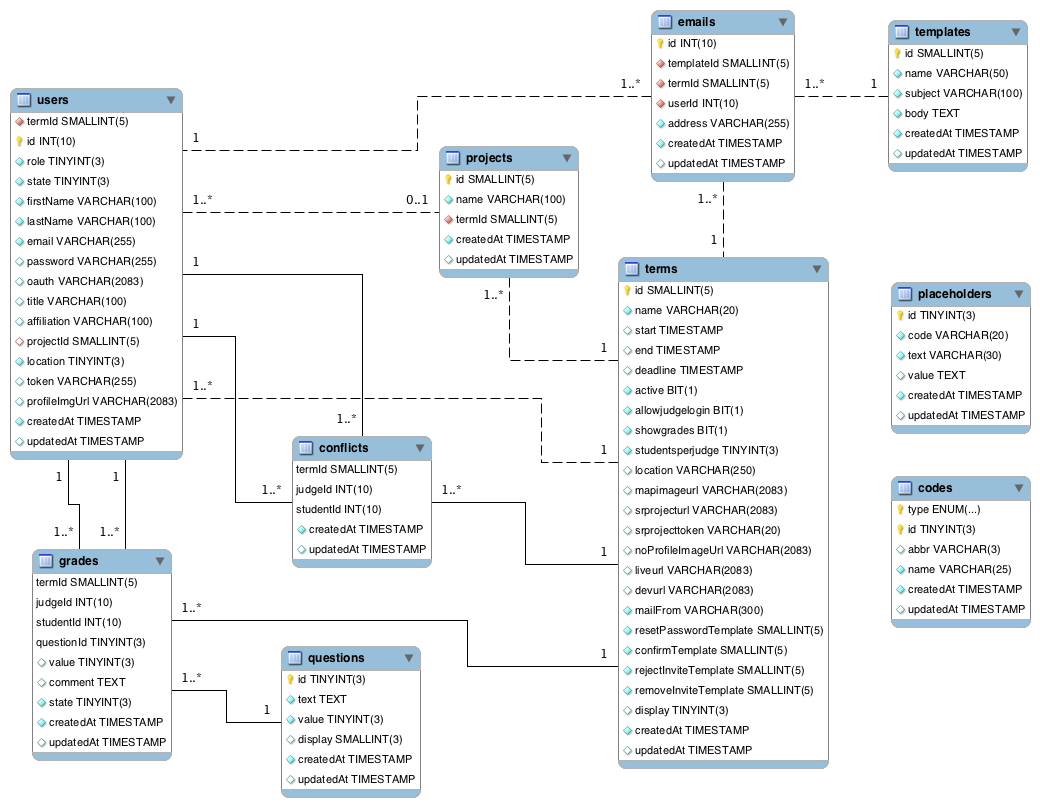 emails
id INT(10)
templateId SMALLINT(5)
termId SMALLINT(5)
userId INT(10)
address VARCHAR(255)
createdAt TIMESTAMP
updatedAt TIMESTAMP
templates
id SMALLINT(5)
name VARCHAR(50)
subject VARCHAR(100)
body TEXT
createdAt TIMESTAMP
updatedAt TIMESTAMP
1..*
1..*
1
users
termId SMALLINT(5)
id INT(10)
role TINYINT(3)
state TINYINT(3)
firstName VARCHAR(100)
lastName VARCHAR(100)
email VARCHAR(255)
password VARCHAR(255)
oauth VARCHAR(2083)
title VARCHAR(100)
affiliation VARCHAR(100)
projectId SMALLINT(5)
location TINYINT(3)
token VARCHAR(255)
profileImgUrl VARCHAR(2083)
createdAt TIMESTAMP
updatedAt TIMESTAMP
1
1..*
0..1
1
1
1..*
projects
id SMALLINT(5)
name VARCHAR(100)
termId SMALLINT(5)
createdAt TIMESTAMP
updatedAt TIMESTAMP
1..*
1
1..*
1
terms
id SMALLINT(5)
name VARCHAR(20)
start TIMESTAMP
end TIMESTAMP
deadline TIMESTAMP
active BIT(1)
allowjudgelogin BIT(1)
showgrades BIT(1)
studentsperjudge TINYINT(3)
location VARCHAR(250)
mapimageurl VARCHAR(2083)
srprojecturl VARCHAR(2083)
srprojecttoken VARCHAR(20)
noProfileImageUrl VARCHAR(2083)
liveurl VARCHAR(2083)
devurl VARCHAR(2083)
mailFrom VARCHAR(300)
resetPasswordTemplate SMALLINT(5)
confirmTemplate SMALLINT(5)
rejectInviteTemplate SMALLINT(5)
removeInviteTemplate SMALLINT(5)
display TINYINT(3)
createdAt TIMESTAMP
updatedAt TIMESTAMP
placeholders
id TINYINT(3)
code VARCHAR(20)
text VARCHAR(30)
value TEXT
createdAt TIMESTAMP
updatedAt TIMESTAMP
1..*
1
conflicts
termId SMALLINT(5)
judgeId INT(10)
studentId INT(10)
createdAt TIMESTAMP
updatedAt TIMESTAMP
1..*
1..*
1
codes
type ENUM(...)
id TINYINT(3)
abbr VARCHAR(3)
name VARCHAR(25)
createdAt TIMESTAMP
updatedAt TIMESTAMP
1
1
1..*
1..*
grades
termId SMALLINT(5)
judgeId INT(10)
studentId INT(10)
questionId TINYINT(3)
value TINYINT(3)
comment TEXT
state TINYINT(3)
createdAt TIMESTAMP
updatedAt TIMESTAMP
1..*
1
1..*
1
questions
id TINYINT(3)
text TEXT
value TINYINT(3)
display SMALLINT(3)
createdAt TIMESTAMP
updatedAt TIMESTAMP